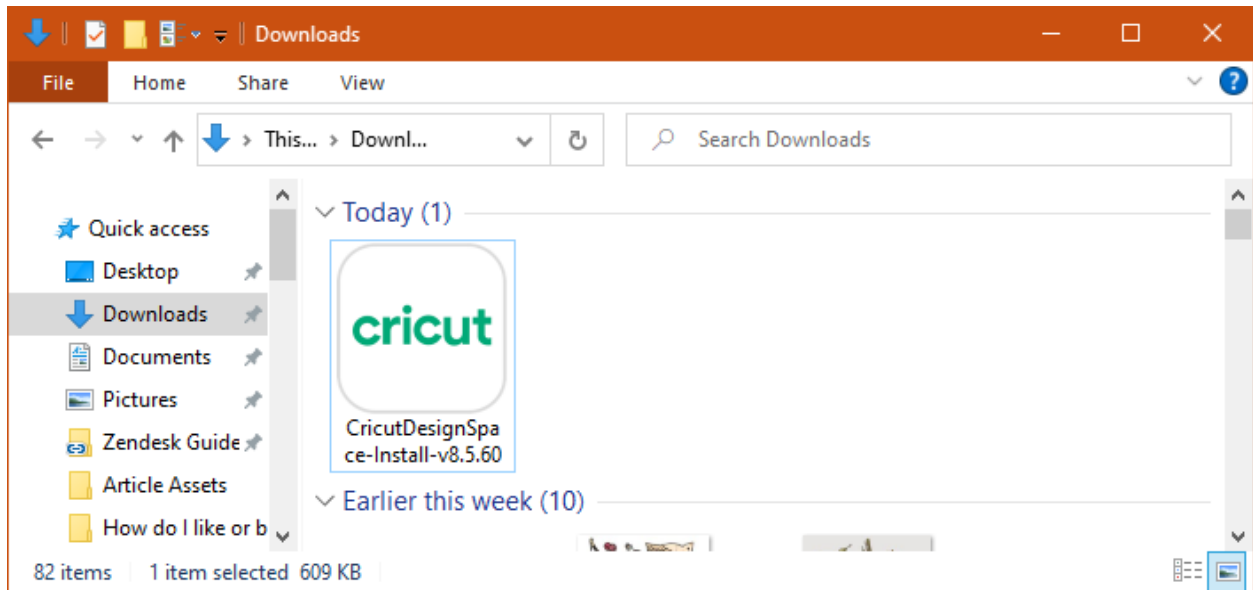 Downloads
File Home Share View
This... Downl... Search Downloads
Quick access
Desktop
Downloads
Documents
Pictures
Zendesk Guide
Article Assets
How do I like or b
Today (1)
cricut
CricutDesignSpa
ce-Install-v8.5.60
Earlier this week (10)
82 items 1 item selected 609 KB